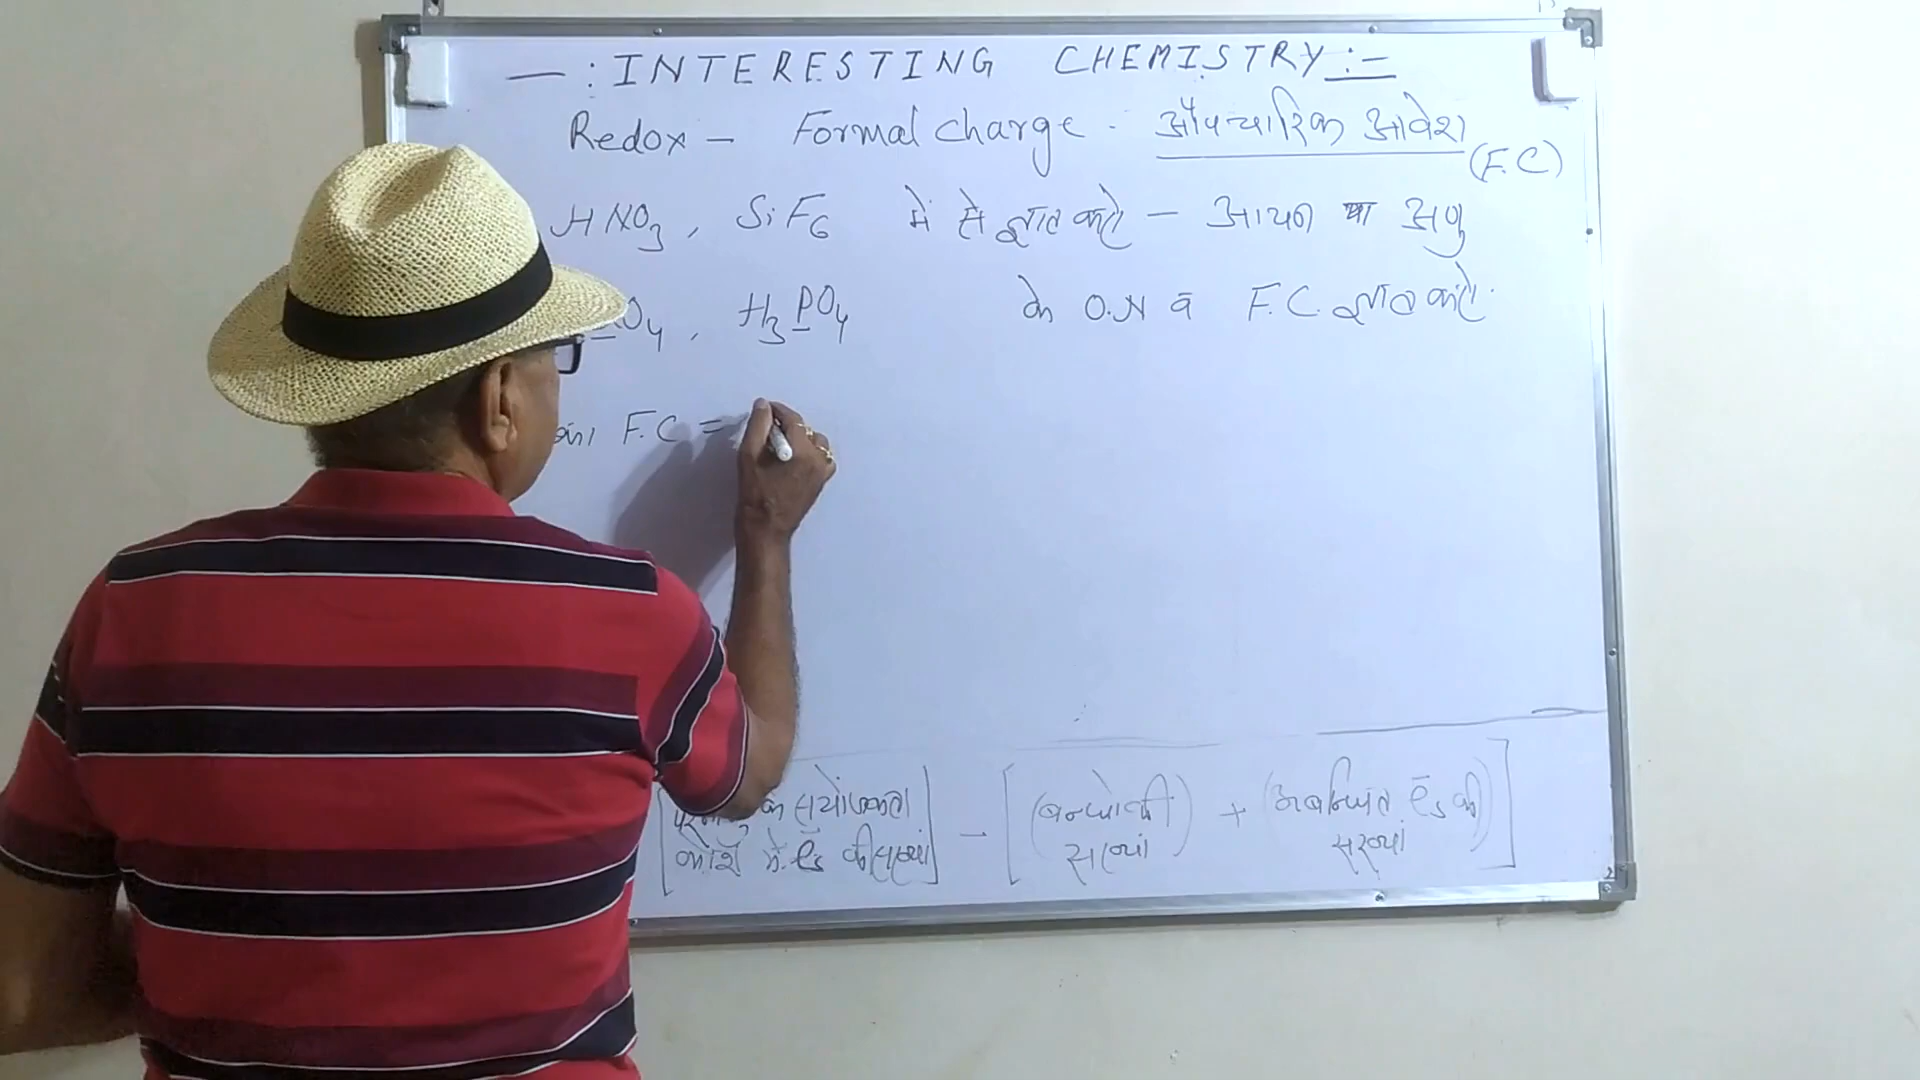 — : INTERESTING CHEMISTRY :-
Redox - Formal charge. औपचारिक आवेश (F.C)
HNO3, SiF6 में से ज्ञात करो - आयन या अणु
O4, H3PO4 के O.N व F.C. ज्ञात करो.
का F.C =
[ के संयोजकता - [(बन्धो की) + (अबन्धित es की)
कोश में es की संख्या] संख्यां संख्यां]